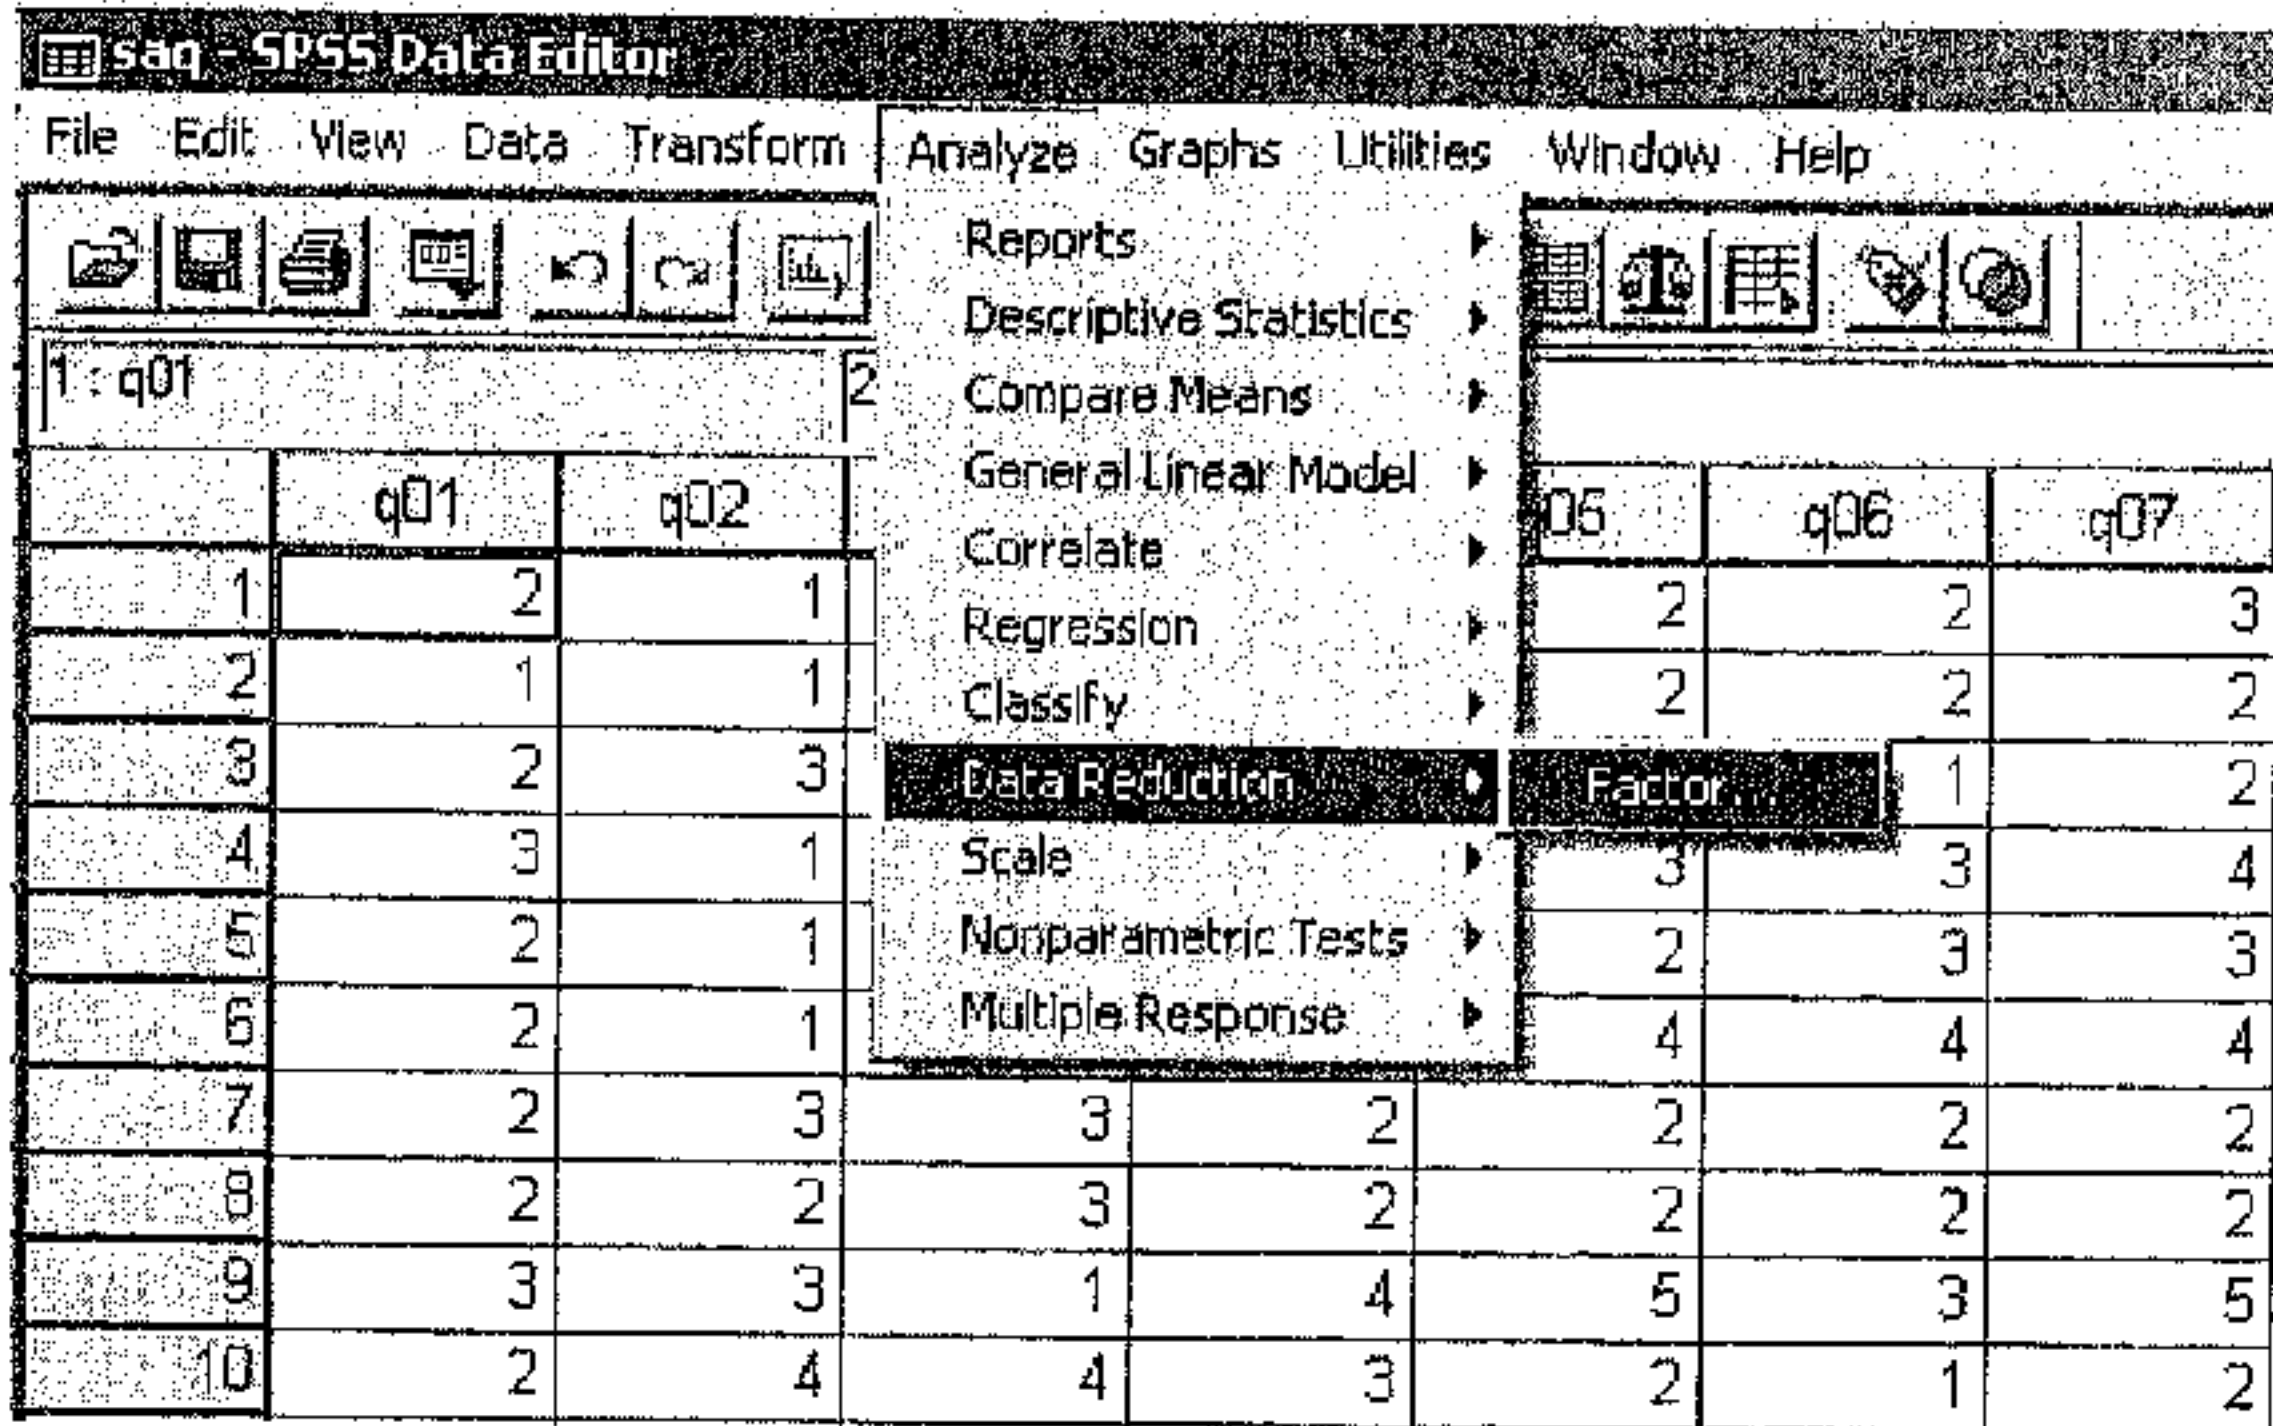 saq - SPSS Data Editor
File Edit View Data Transform Analyze Graphs Utilities Window Help
Reports
Descriptive Statistics
1 : q01 2
Compare Means
General Linear Model
q01 q02 q05 q06 q07
Correlate
1 2 1 2 2 3
Regression
2 1 1 2 2 2
Classify
3 2 3 Data Reduction Factor... 1 2
4 3 1 Scale 3 3 4
5 2 1 Nonparametric Tests 2 3 3
6 2 1 Multiple Response 4 4 4
7 2 3 3 2 2 2 2
8 2 2 3 2 2 2 2
9 3 3 1 4 5 3 5
10 2 4 4 3 2 1 2